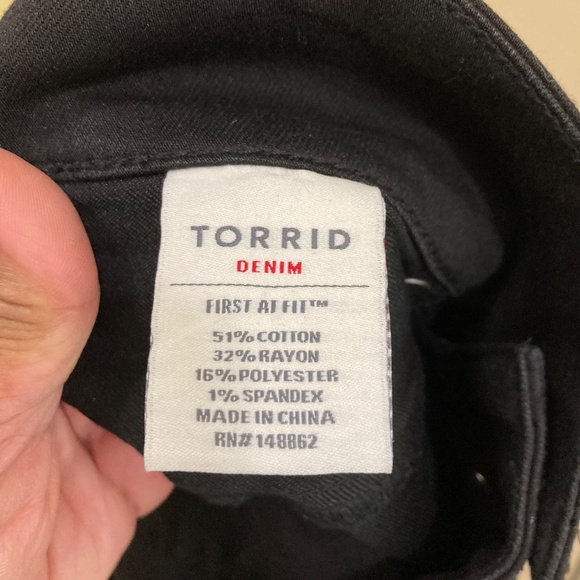 TORRID
DENIM
FIRST AT FIT™
51% COTTON
32% RAYON
16% POLYESTER
1% SPANDEX
MADE IN CHINA
RN# 148862